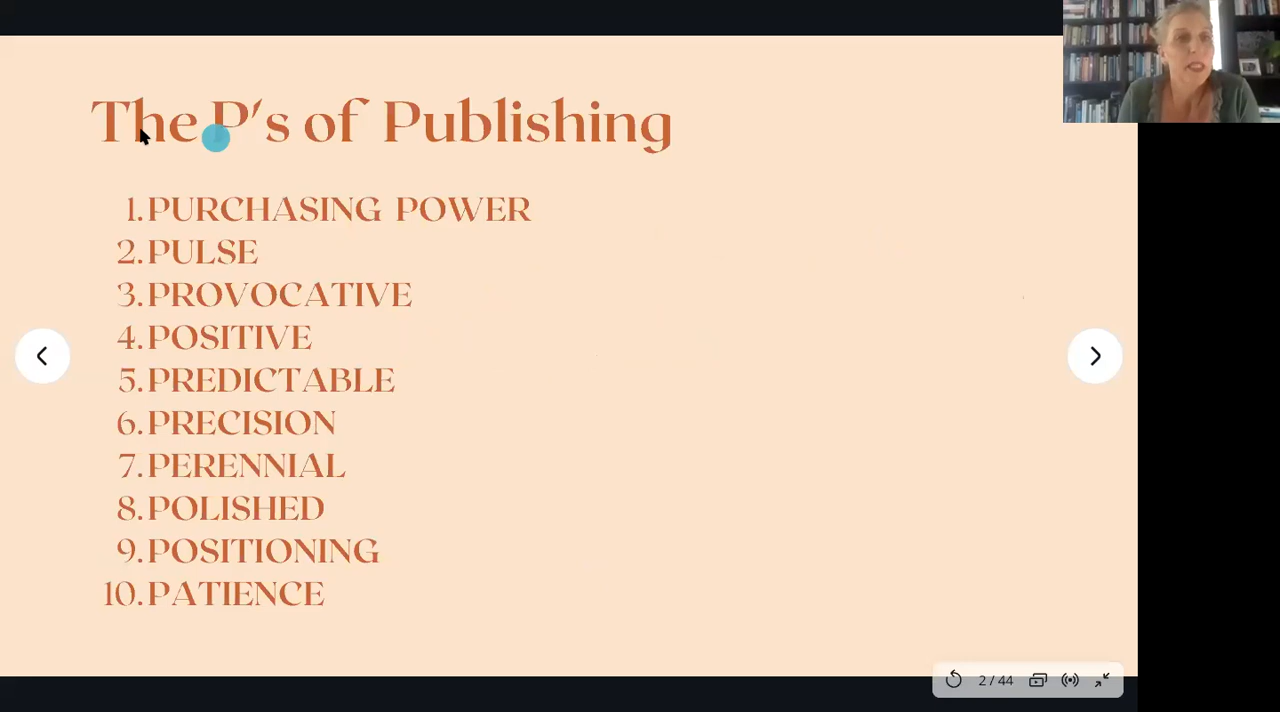 The P's of Publishing
1. PURCHASING POWER
2. PULSE
3. PROVOCATIVE
4. POSITIVE
5. PREDICTABLE
6. PRECISION
7. PERENNIAL
8. POLISHED
9. POSITIONING
10. PATIENCE
2 / 44